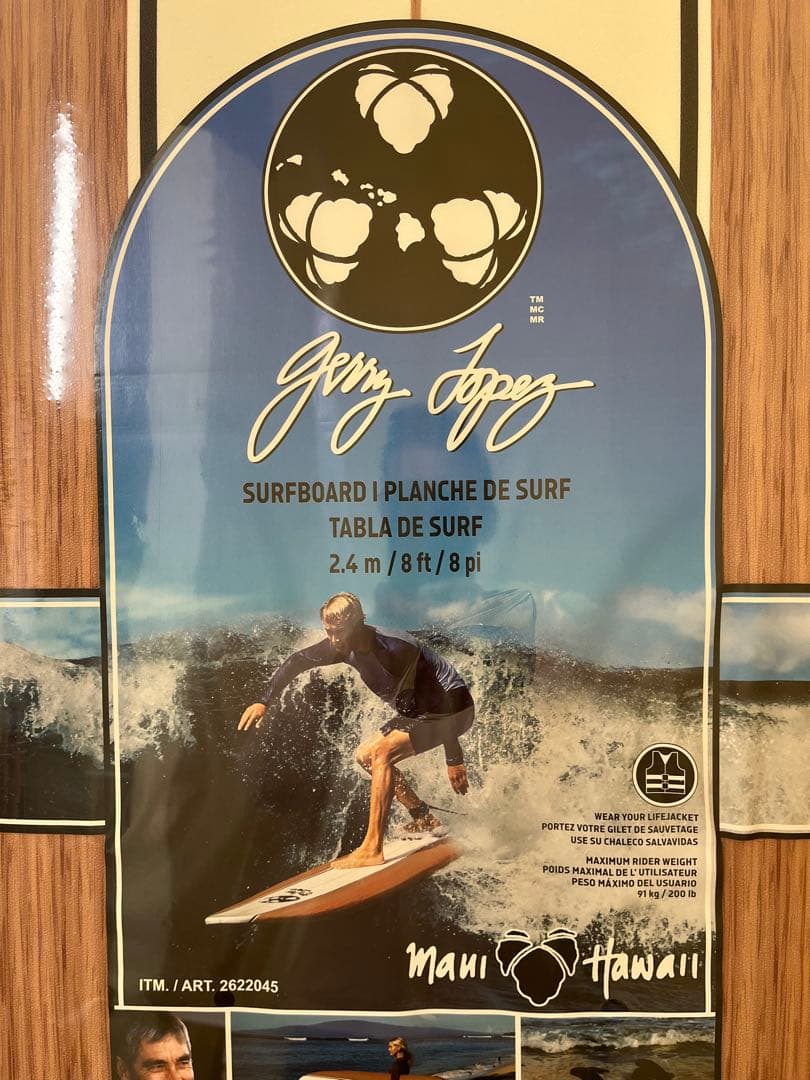 TM
MC
MR
Gerry Lopez
SURFBOARD | PLANCHE DE SURF
TABLA DE SURF
2.4 m / 8 ft / 8 pi
WEAR YOUR LIFEJACKET
PORTEZ VOTRE GILET DE SAUVETAGE
USE SU CHALECO SALVAVIDAS
MAXIMUM RIDER WEIGHT
POIDS MAXIMAL DE L' UTILISATEUR
PESO MÁXIMO DEL USUARIO
91 kg / 200 lb
Maui Hawaii
ITM. / ART. 2622045